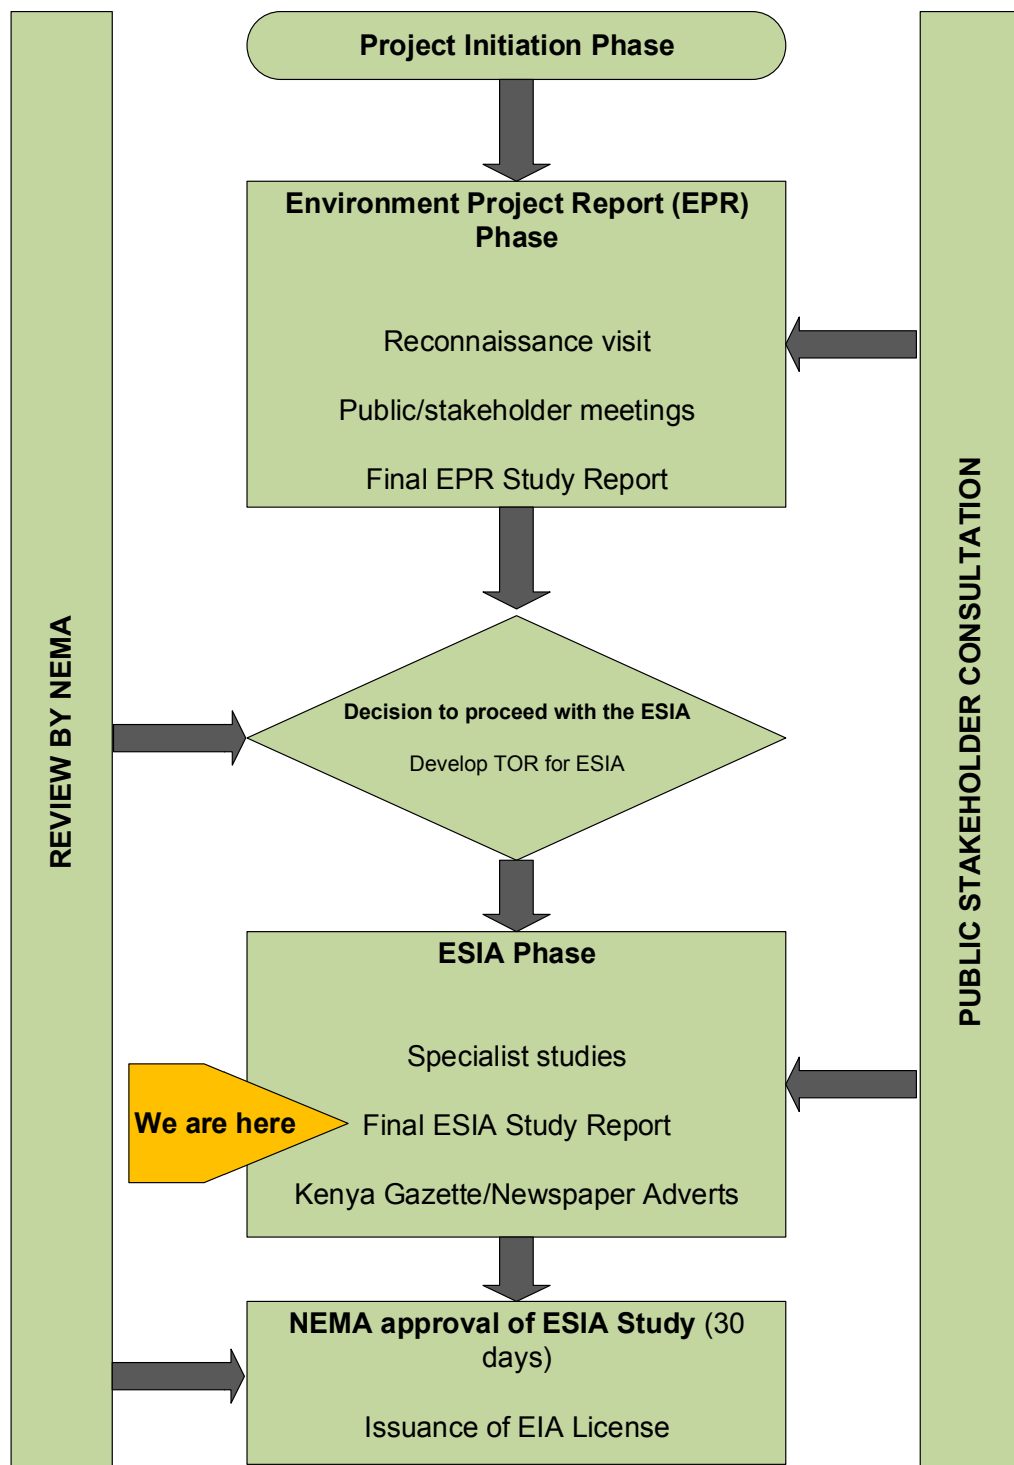 Project Initiation Phase
Environment Project Report (EPR)
Phase
Reconnaissance visit
Public/stakeholder meetings
Final EPR Study Report
REVIEW BY NEMA
PUBLIC STAKEHOLDER CONSULTATION
Decision to proceed with the ESIA
Develop TOR for ESIA
ESIA Phase
Specialist studies
We are here
Final ESIA Study Report
Kenya Gazette/Newspaper Adverts
NEMA approval of ESIA Study (30
days)
Issuance of EIA License